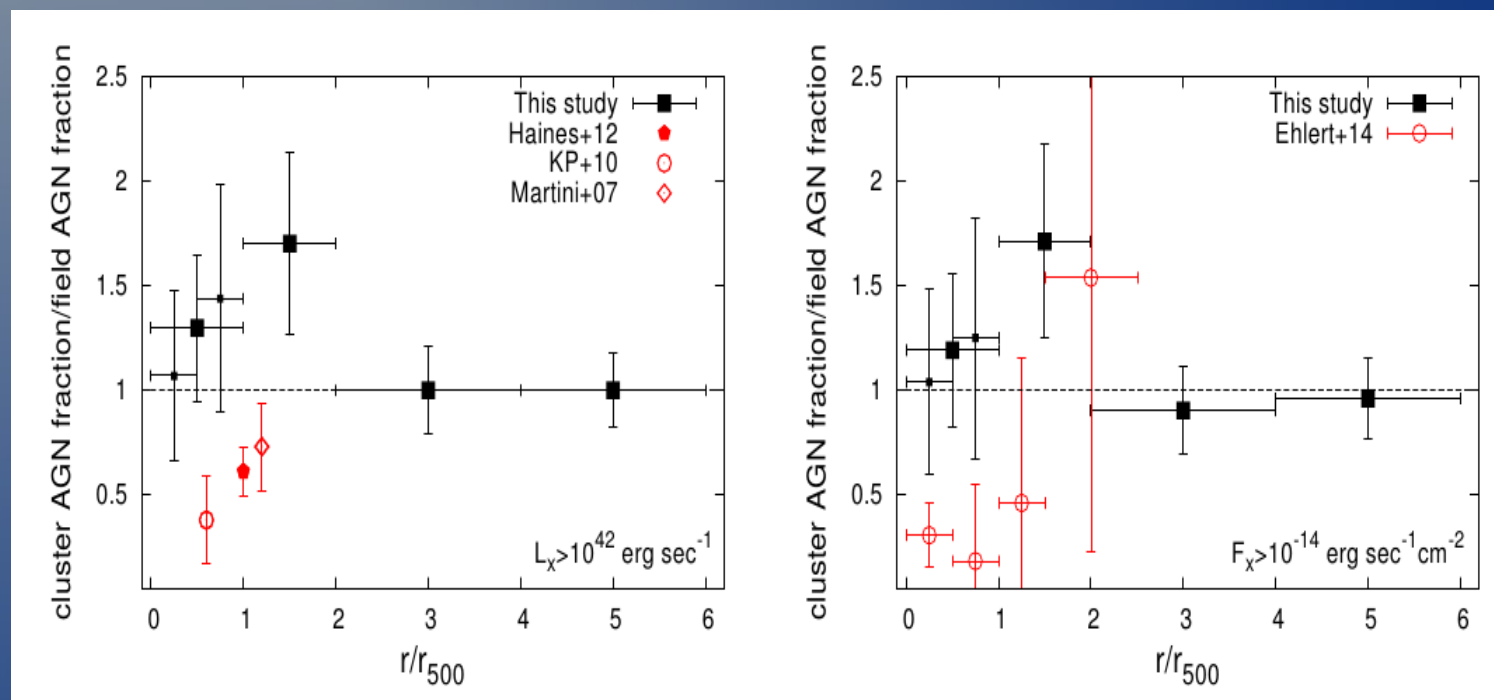 cluster AGN fraction/field AGN fraction
2.5
2
1.5
1
0.5
This study
Haines+12
KP+10
Martini+07
Lx>10^42 erg sec^-1
0 1 2 3 4 5 6
r/r500
cluster AGN fraction/field AGN fraction
2.5
2
1.5
1
0.5
This study
Ehlert+14
Fx>10^-14 erg sec^-1 cm^-2
0 1 2 3 4 5 6
r/r500